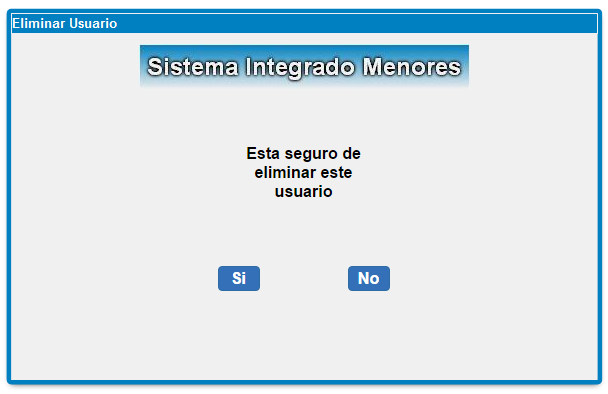 Eliminar Usuario
Sistema Integrado Menores
Esta seguro de
eliminar este
usuario
Si
No